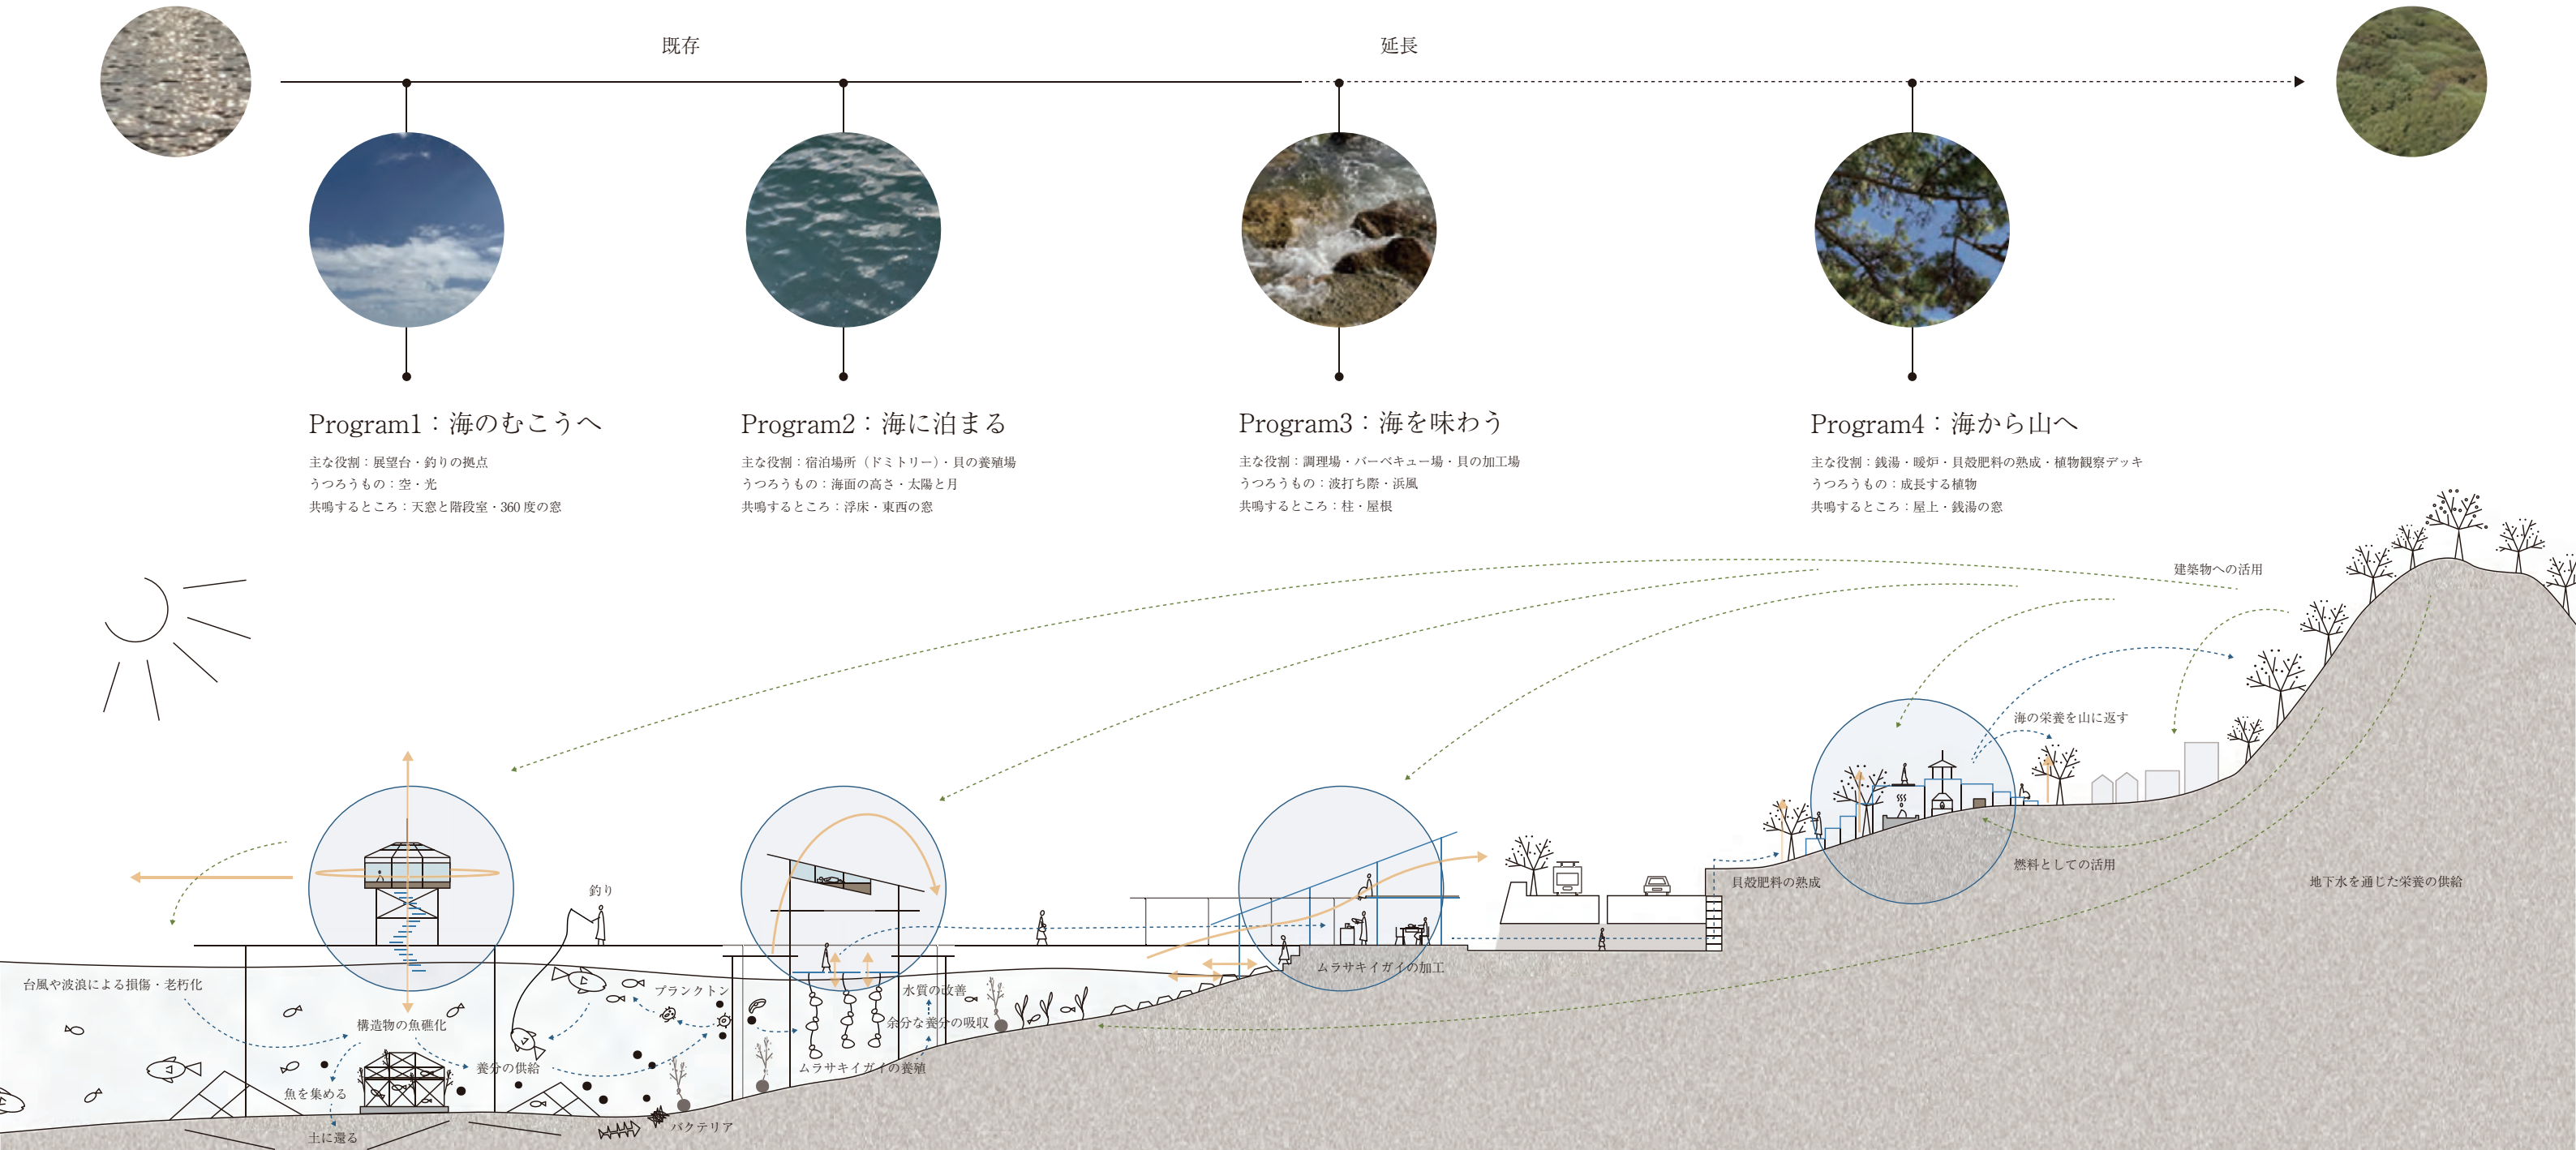 既存
延長
Program1：海のむこうへ
主な役割：展望台・釣りの拠点
うつろうもの：空・光
共鳴するところ：天窓と階段室・360 度の窓
Program2：海に泊まる
主な役割：宿泊場所（ドミトリー）・貝の養殖場
うつろうもの：海面の高さ・太陽と月
共鳴するところ：浮床・東西の窓
Program3：海を味わう
主な役割：調理場・バーベキュー場・貝の加工場
うつろうもの：波打ち際・浜風
共鳴するところ：柱・屋根
Program4：海から山へ
主な役割：銭湯・暖炉・貝殻肥料の熟成・植物観察デッキ
うつろうもの：成長する植物
共鳴するところ：屋上・銭湯の窓
建築物への活用
海の栄養を山に返す
燃料としての活用
貝殻肥料の熟成
地下水を通じた栄養の供給
釣り
ムラサキイガイの加工
台風や波浪による損傷・老朽化
プランクトン
水質の改善
構造物の魚礁化
余分な養分の吸収
養分の供給
ムラサキイガイの養殖
魚を集める
バクテリア
土に還る